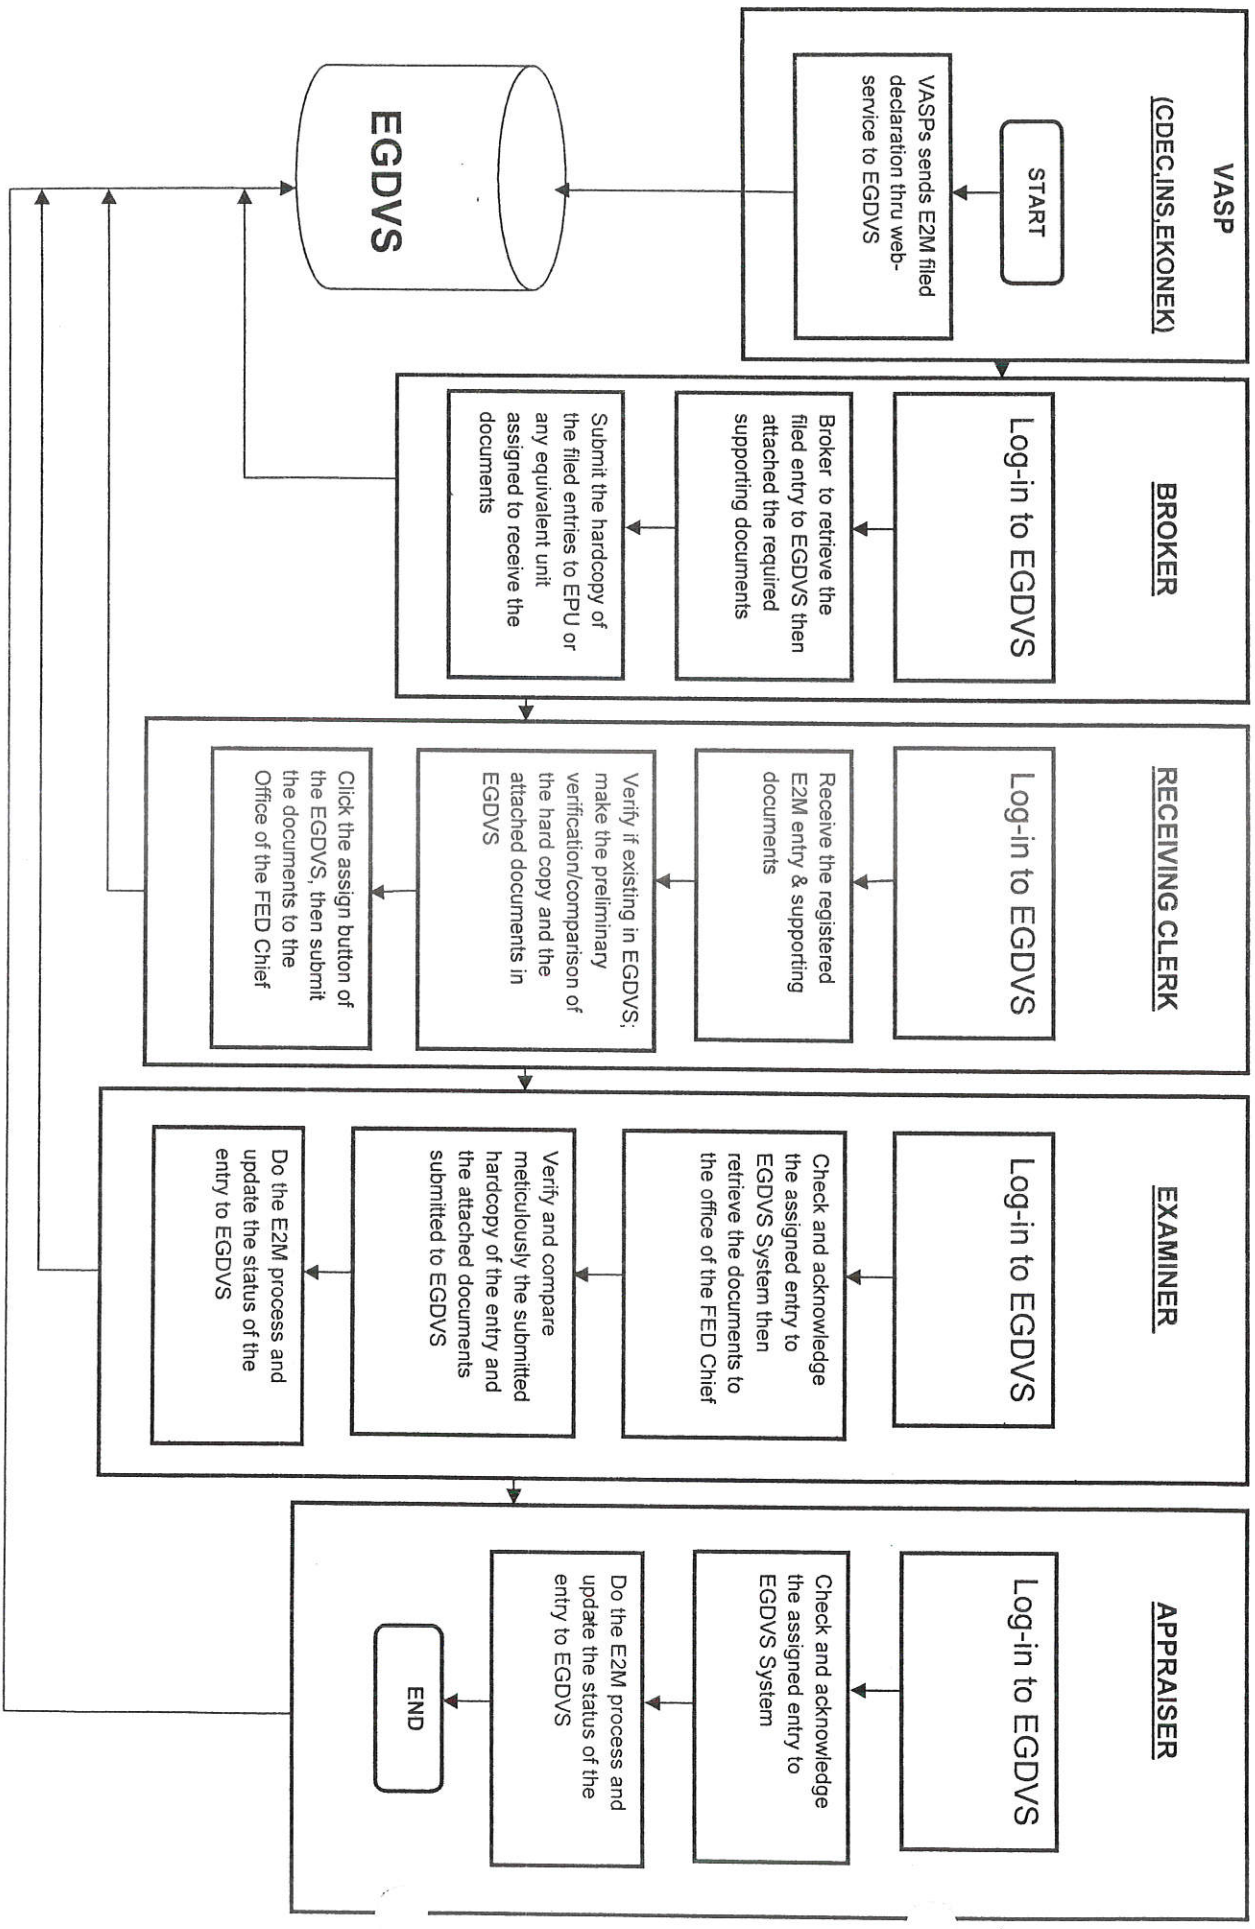 VASP
(CDEC,INS,EKONEK)
START
VASPs sends E2M filed
declaration thru web-
service to EGDVS
EGDVS
BROKER
Log-in to EGDVS
Broker to retrieve the
filed entry to EGDVS then
attached the required
supporting documents
Submit the hardcopy of
the filed entries to EPU or
any equivalent unit
assigned to receive the
documents
RECEIVING CLERK
Log-in to EGDVS
Receive the registered
E2M entry & supporting
documents
Verify if existing in EGDVS;
make the preliminary
verification/comparison of
the hard copy and the
attached documents in
EGDVS
Click the assign button of
the EGDVS, then submit
the documents to the
Office of the FED Chief
EXAMINER
Log-in to EGDVS
Check and acknowledge
the assigned entry to
EGDVS System then
retrieve the documents to
the office of the FED Chief
Verify and compare
meticulously the submitted
hardcopy of the entry and
the attached documents
submitted to EGDVS
Do the E2M process and
update the status of the
entry to EGDVS
APPRAISER
Log-in to EGDVS
Check and acknowledge
the assigned entry to
EGDVS System
Do the E2M process and
update the status of the
entry to EGDVS
END